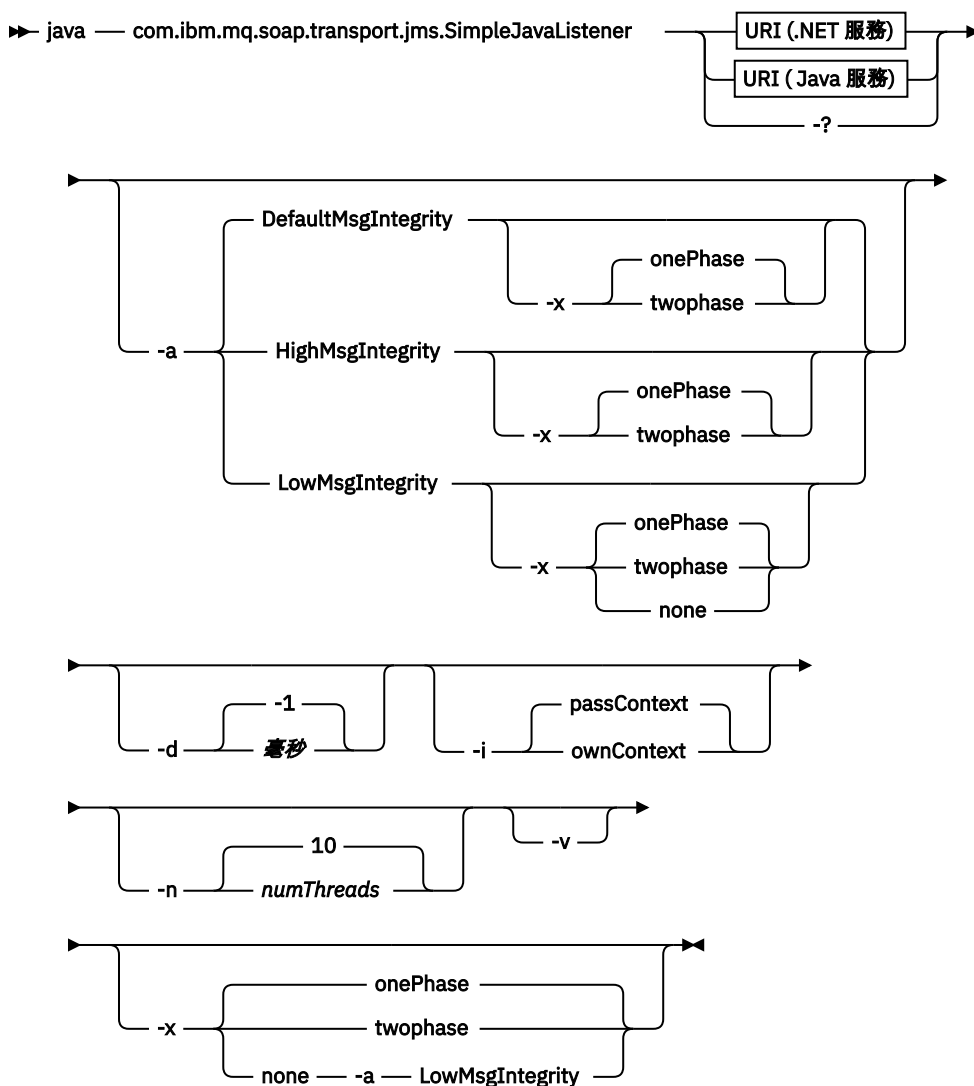 java com.ibm.mq.soap.transport.jms.SimpleJavaListener URI (.NET 服務)
URI ( Java 服務)
-?
DefaultMsgIntegrity
onePhase
-x twophase
-a HighMsgIntegrity
onePhase
-x twophase
LowMsgIntegrity
onePhase
-x twophase
none
-1 passContext
-d 毫秒 -i ownContext
10 -v
-n numThreads
onePhase
-x twophase
none -a LowMsgIntegrity